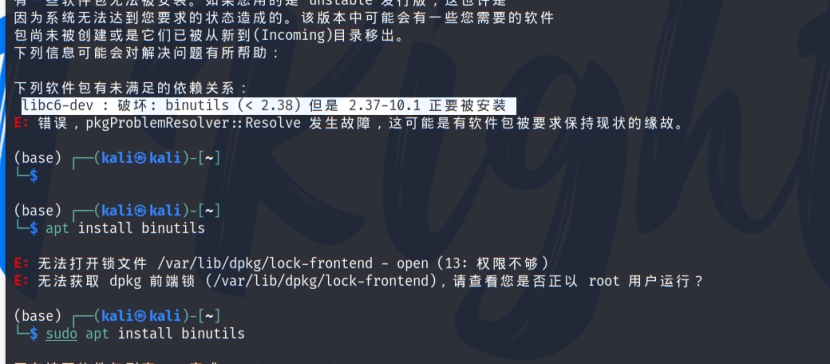 有一些软件包无法被安装。如果您用的是 unstable 发行版，这也许是
因为系统无法达到您要求的状态造成的。该版本中可能会有一些您需要的软件
包尚未被创建或是它们已被从新到(Incoming)目录移出。
下列信息可能会对解决问题有所帮助：
下列软件包有未满足的依赖关系：
libc6-dev : 破坏: binutils (< 2.38) 但是 2.37-10.1 正要被安装
E: 错误，pkgProblemResolver::Resolve 发生故障，这可能是有软件包被要求保持现状的缘故。
(base) ┌──(kali㉿kali)-[~]
└─$
(base) ┌──(kali㉿kali)-[~]
└─$ apt install binutils
E: 无法打开锁文件 /var/lib/dpkg/lock-frontend - open (13: 权限不够)
E: 无法获取 dpkg 前端锁 (/var/lib/dpkg/lock-frontend)，请查看您是否正以 root 用户运行？
(base) ┌──(kali㉿kali)-[~]
└─$ sudo apt install binutils